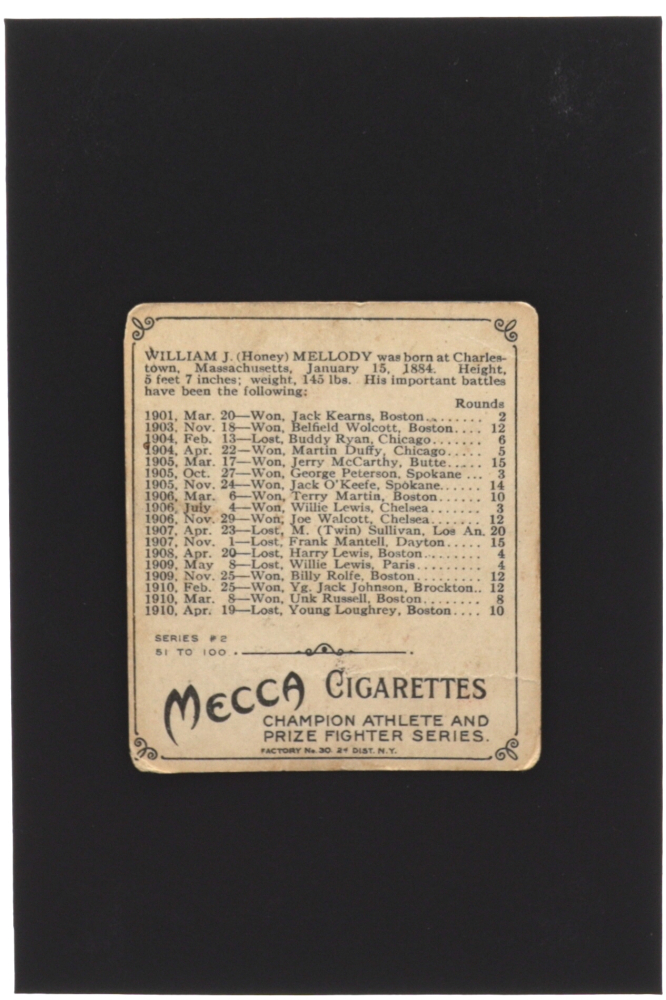 WILLIAM J. (Honey) MELLODY was born at Charles-
town, Massachusetts, January 15, 1884. Height,
5 feet 7 inches; weight, 145 lbs. His important battles
have been the following:
Rounds
1901, Mar. 20—Won, Jack Kearns, Boston........ 2
1903, Nov. 18—Won, Belfield Wolcott, Boston.... 12
1904, Feb. 13—Lost, Buddy Ryan, Chicago....... 6
1904, Apr. 22—Won, Martin Duffy, Chicago..... 5
1905, Mar. 17—Won, Jerry McCarthy, Butte..... 15
1905, Oct. 27—Won, George Peterson, Spokane ... 3
1905, Nov. 24—Won, Jack O'Keefe, Spokane...... 14
1906, Mar. 6—Won, Terry Martin, Boston....... 10
1906, July 4—Won, Willie Lewis, Chelsea........ 3
1906, Nov. 29—Won, Joe Walcott, Chelsea....... 12
1907, Apr. 23—Lost, M. (Twin) Sullivan, Los An. 20
1907, Nov. 1—Lost, Frank Mantell, Dayton..... 15
1908, Apr. 20—Lost, Harry Lewis, Boston........ 4
1909, May 8—Lost, Willie Lewis, Paris......... 4
1909, Nov. 25—Won, Billy Rolfe, Boston......... 12
1910, Feb. 25—Won, Yg. Jack Johnson, Brockton.. 12
1910, Mar. 8—Won, Unk Russell, Boston........ 8
1910, Apr. 19—Lost, Young Loughrey, Boston.... 10
SERIES #2
51 TO 100
MECCA CIGARETTES
CHAMPION ATHLETE AND
PRIZE FIGHTER SERIES.
FACTORY No. 30. 2d DIST. N.Y.